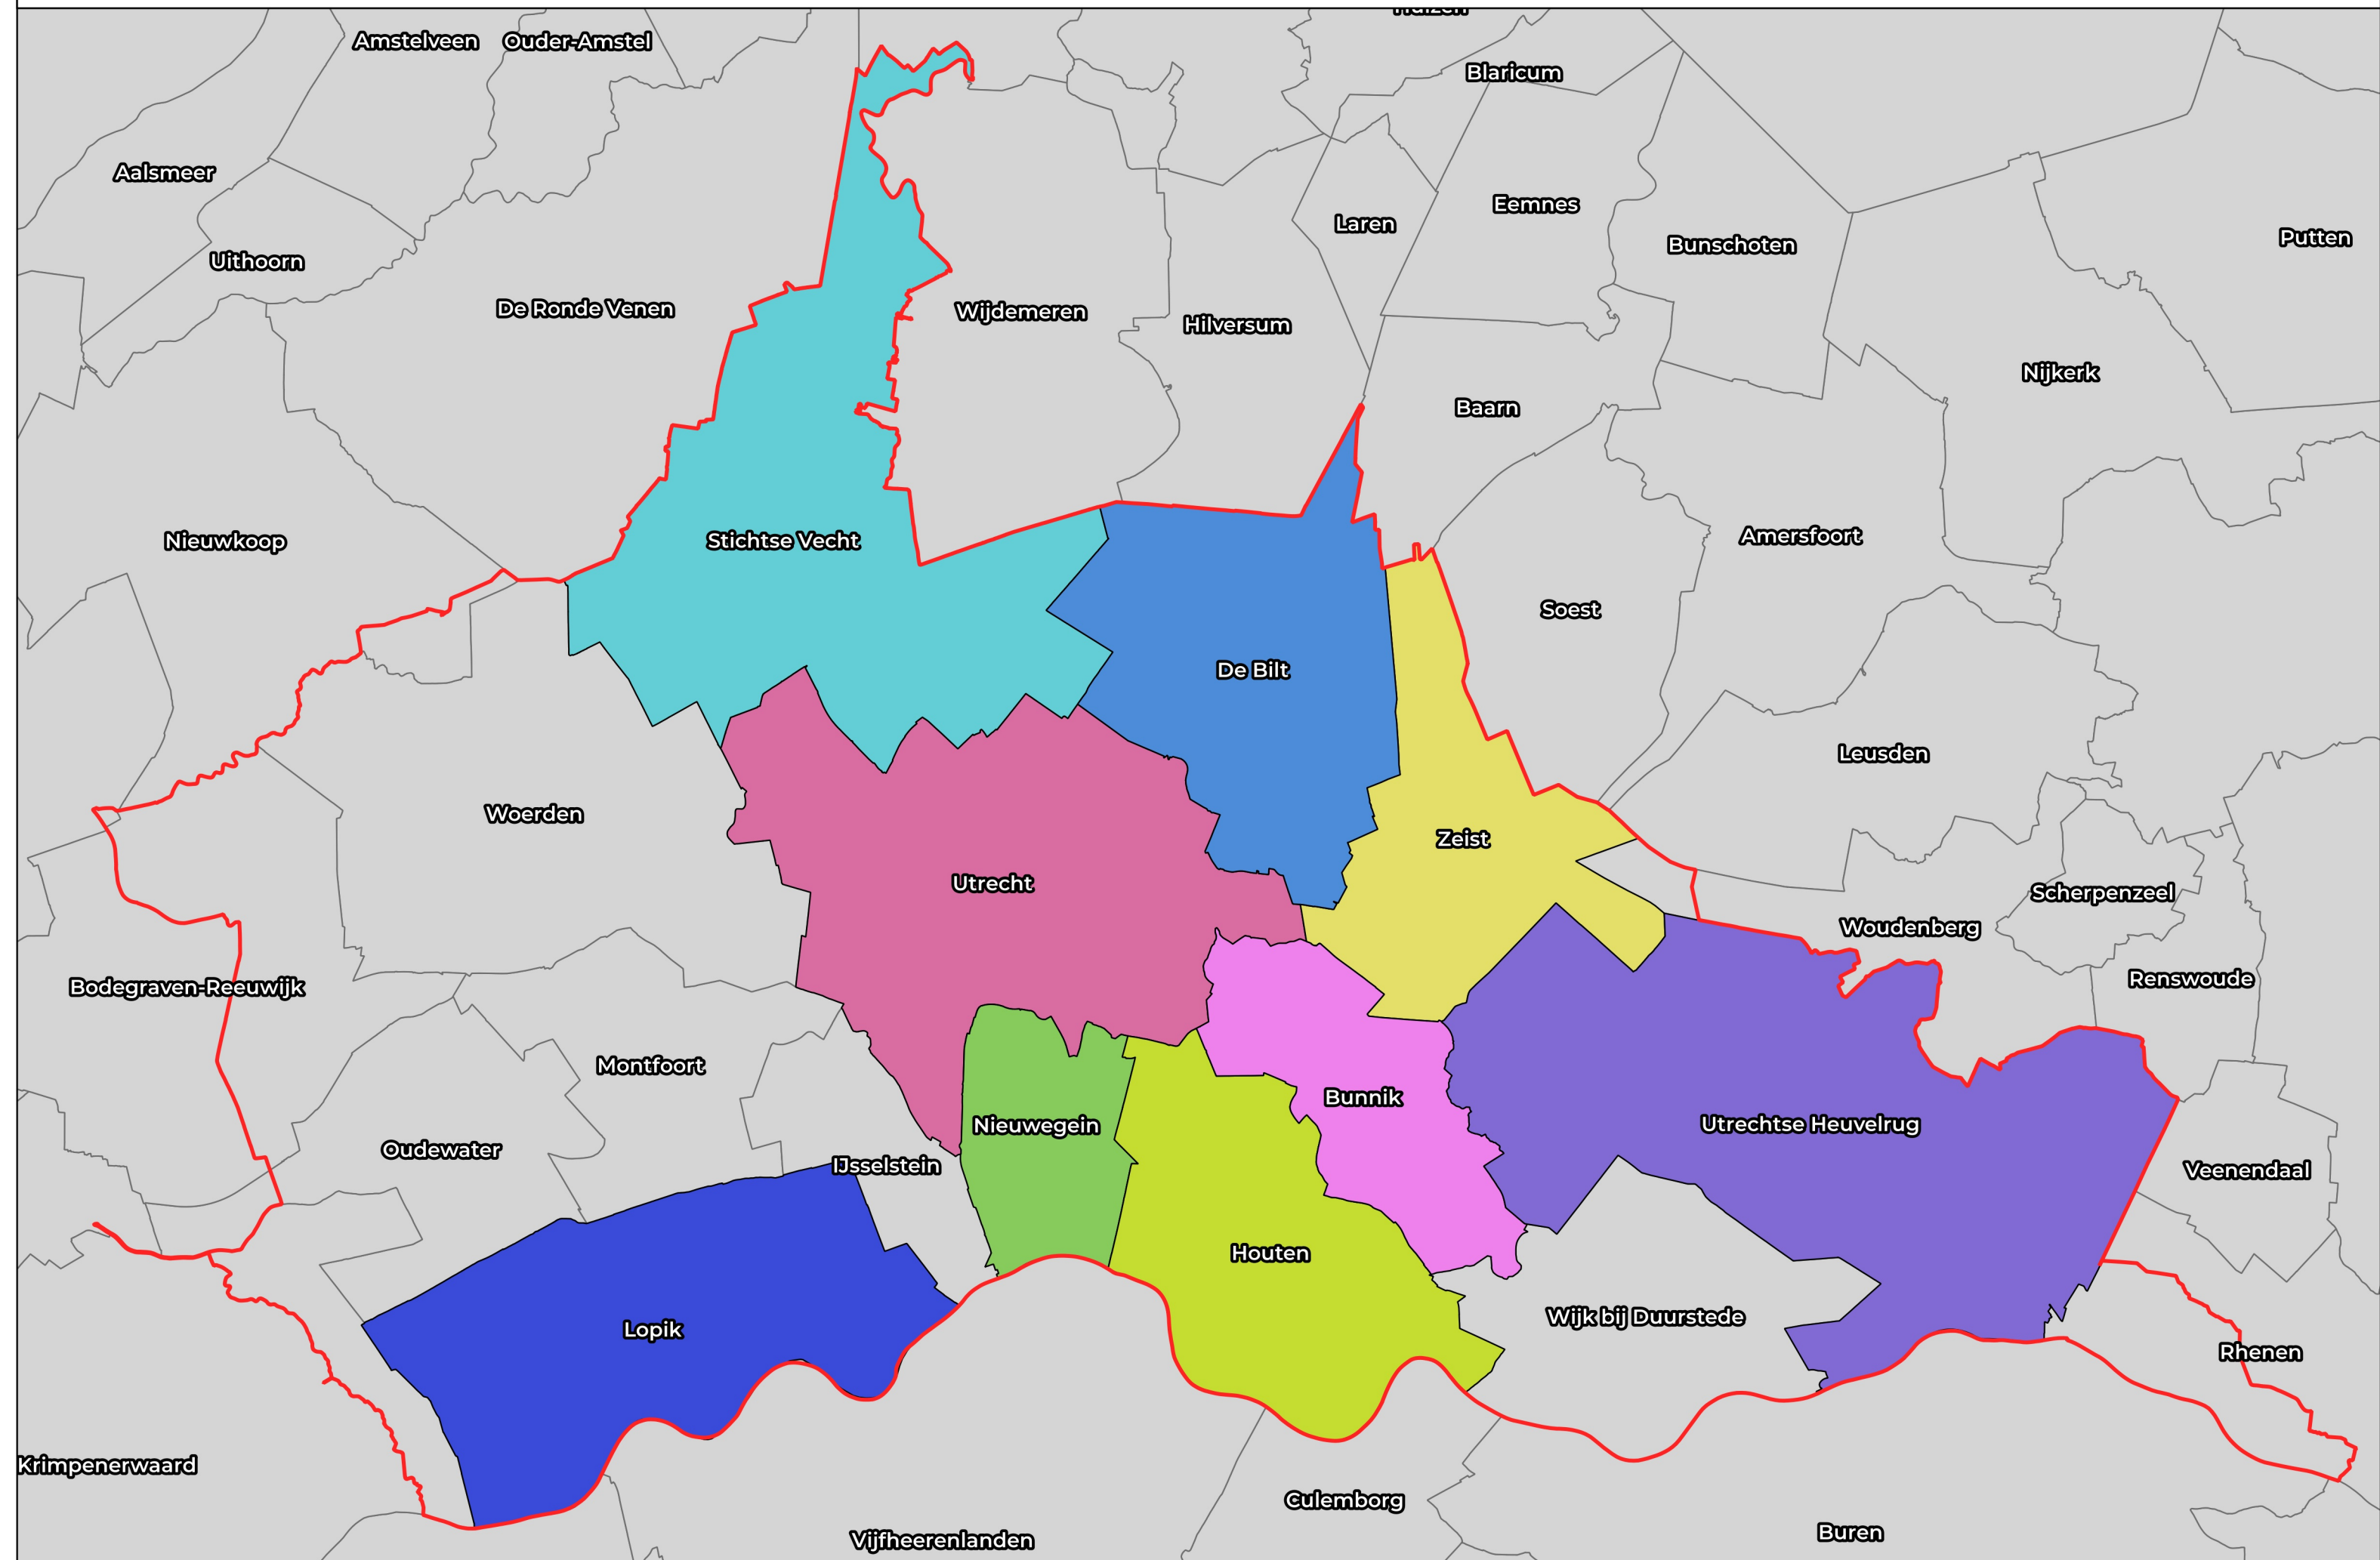 Huizen
Amstelveen
Ouder-Amstel
Blaricum
Aalsmeer
Eemnes
Laren
Putten
Bunschoten
Uithoorn
De Ronde Venen
Wijdemeren
Hilversum
Nijkerk
Baarn
Amersfoort
Nieuwkoop
Stichtse Vecht
Soest
De Bilt
Leusden
Woerden
Zeist
Utrecht
Scherpenzeel
Woudenberg
Renswoude
Bodegraven-Reeuwijk
Montfoort
Bunnik
Utrechtse Heuvelrug
Nieuwegein
Oudewater
IJsselstein
Veenendaal
Houten
Wijk bij Duurstede
Lopik
Rhenen
Krimpenerwaard
Culemborg
Buren
Vijfheerenlanden